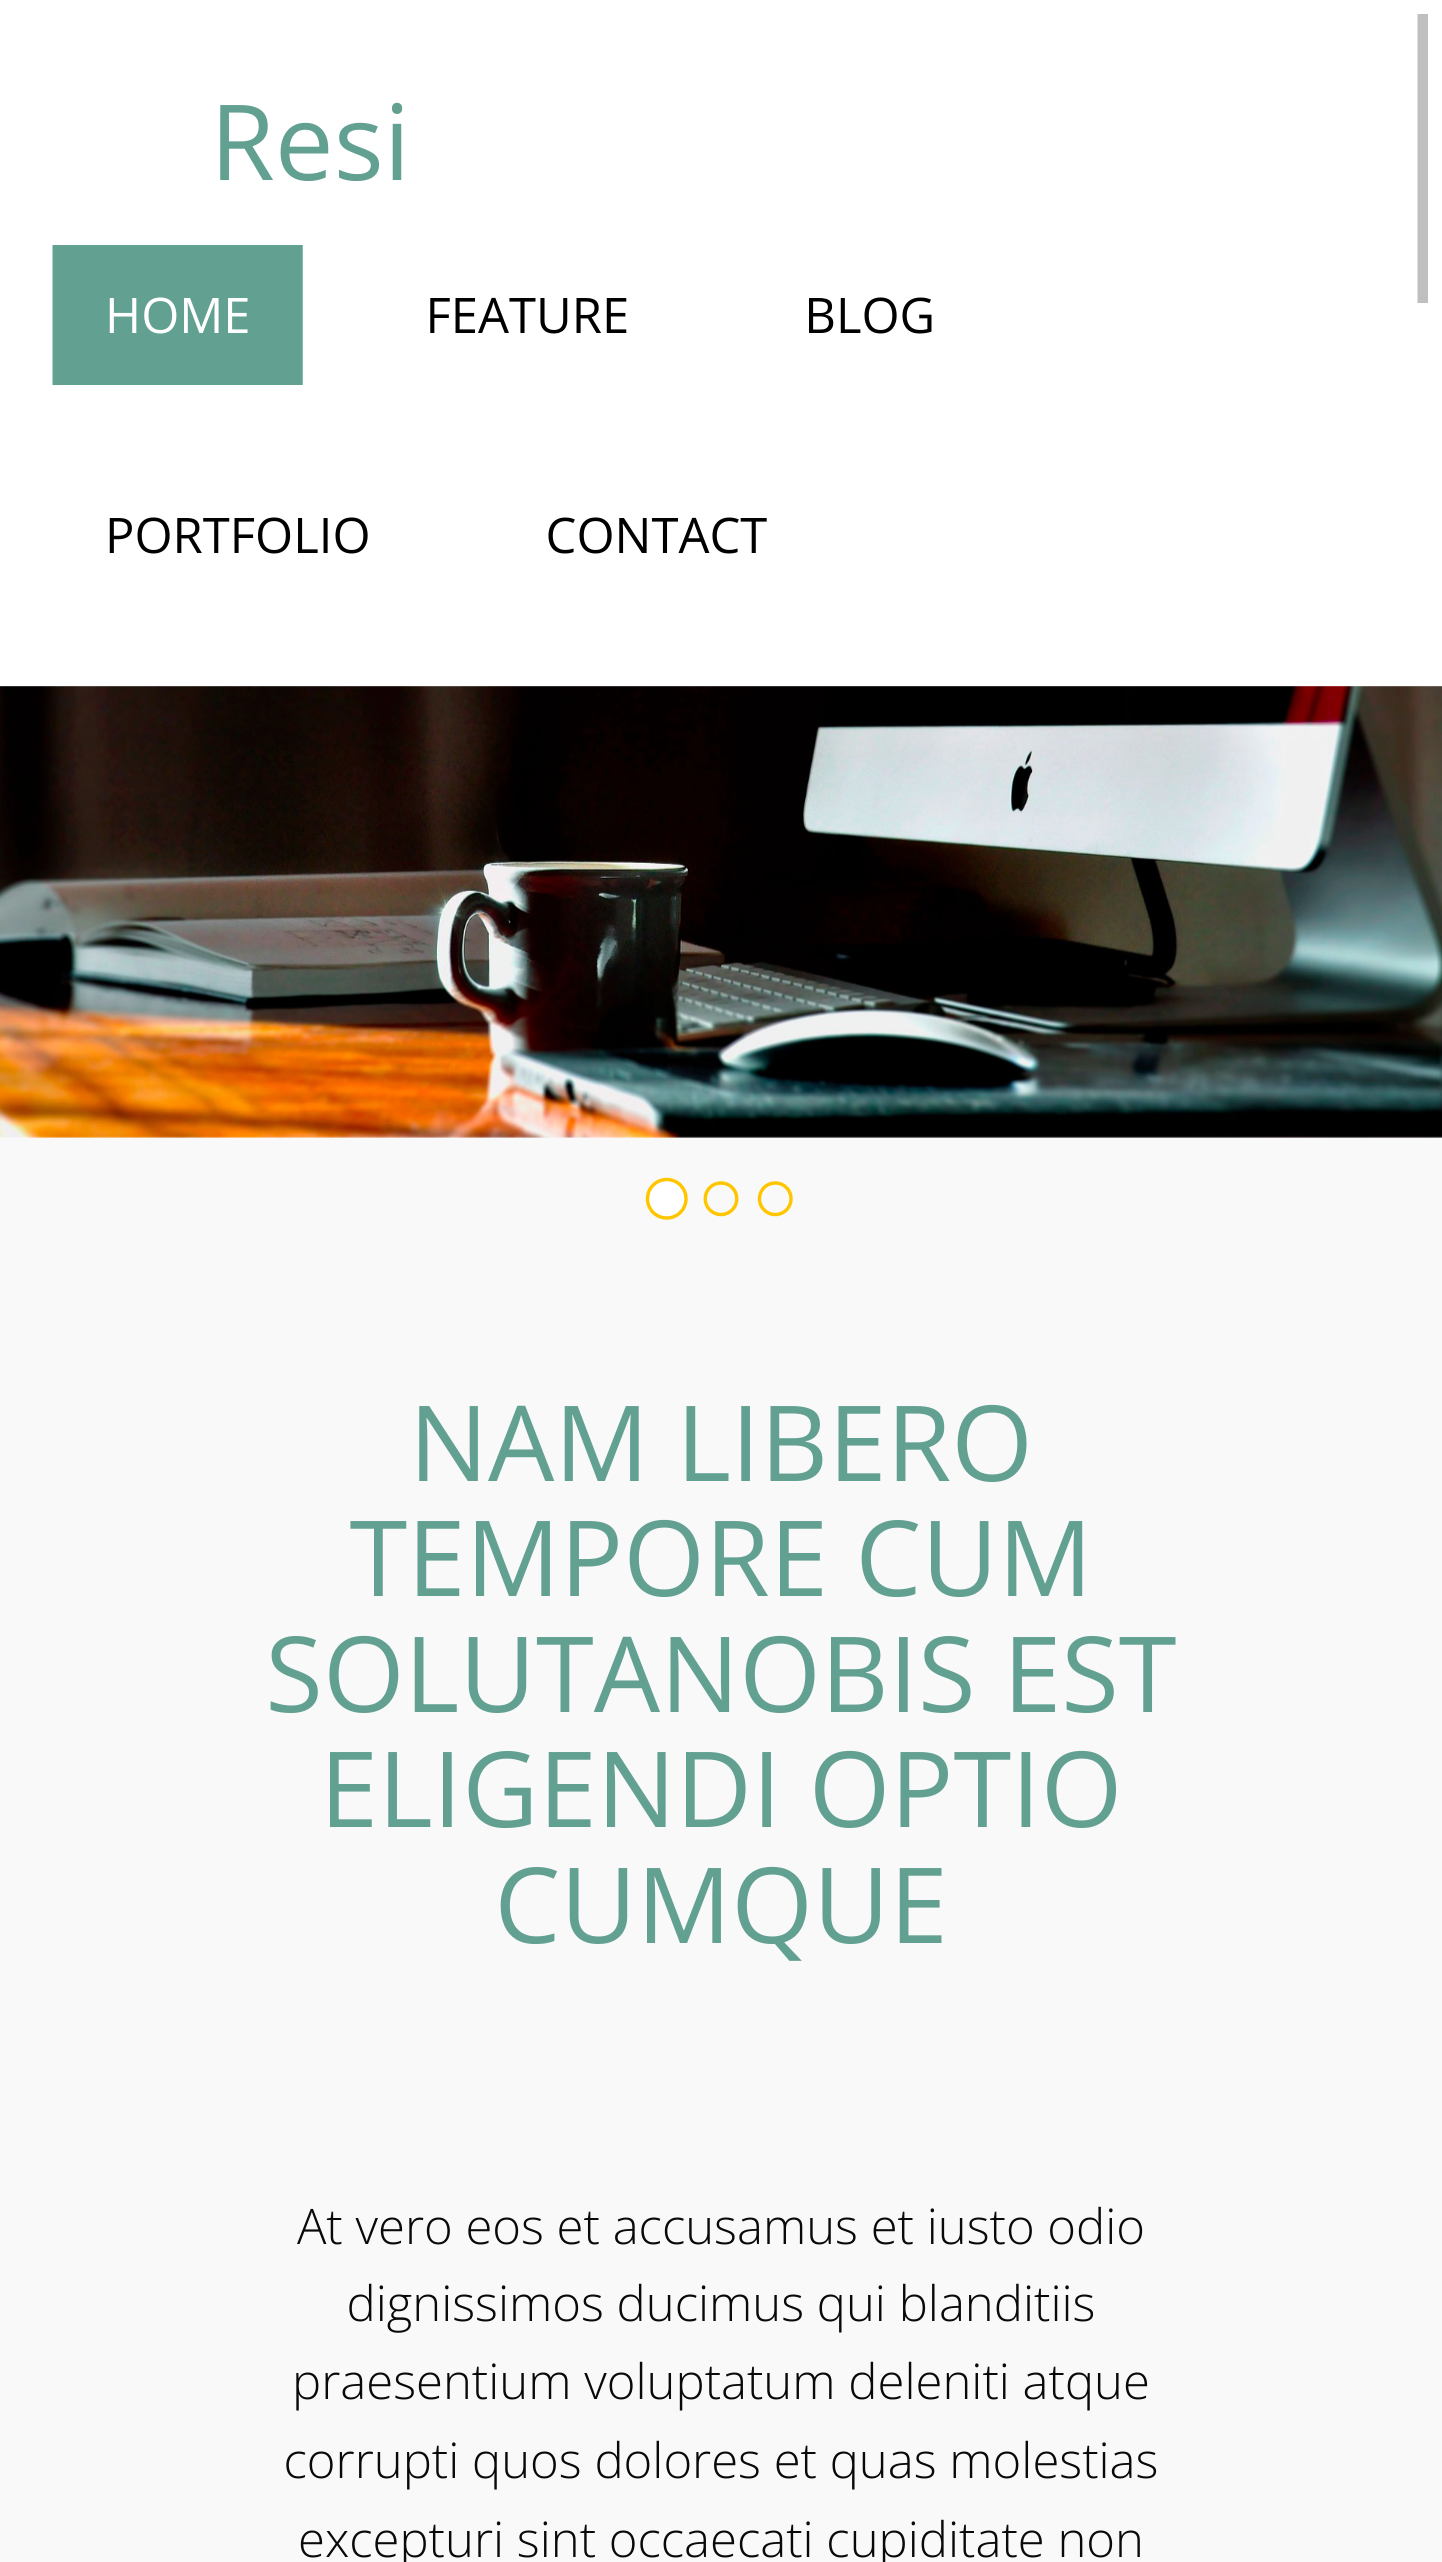 Resi
HOME FEATURE BLOG
PORTFOLIO CONTACT
NAM LIBERO
TEMPORE CUM
SOLUTANOBIS EST
ELIGENDI OPTIO
CUMQUE
At vero eos et accusamus et iusto odio
dignissimos ducimus qui blanditiis
praesentium voluptatum deleniti atque
corrupti quos dolores et quas molestias
excepturi sint occaecati cupiditate non